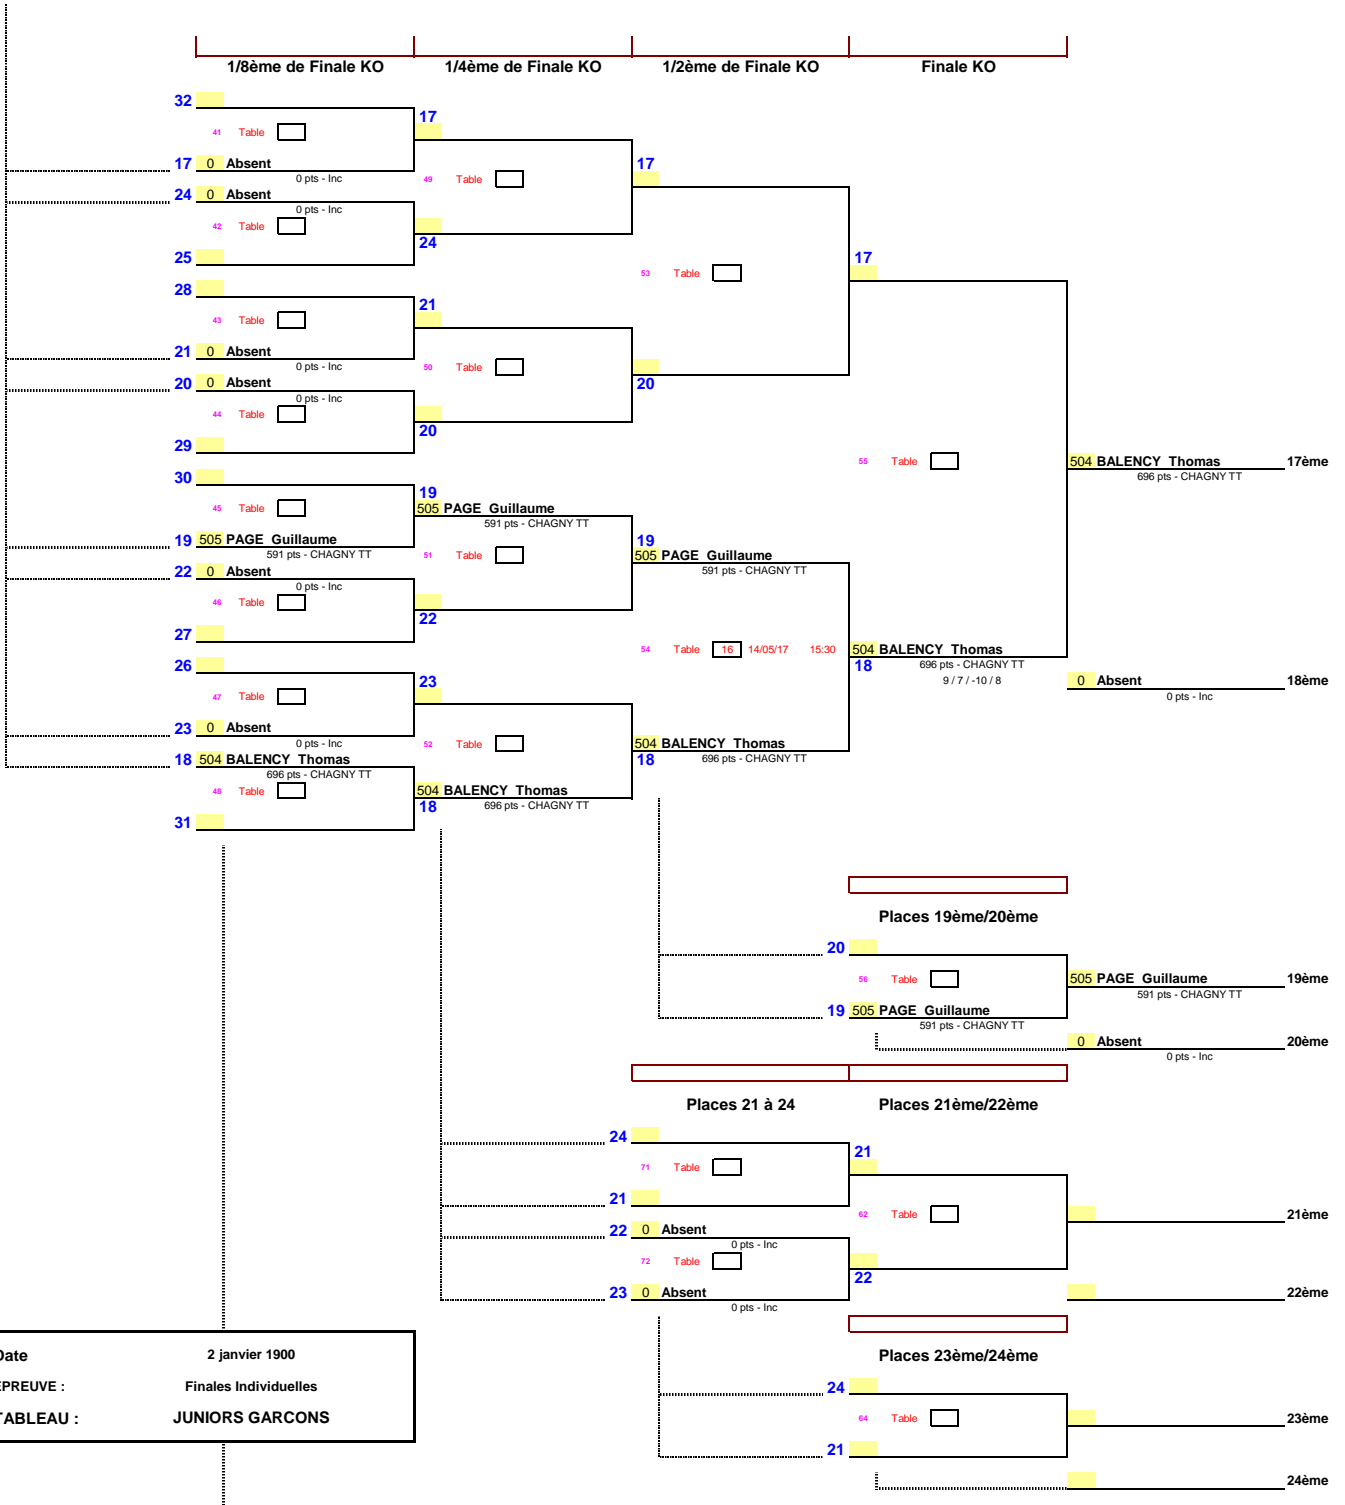 1/8ème de Finale KO 1/4ème de Finale KO 1/2ème de Finale KO Finale KO
32
17
41 Table
17 0 Absent 17
0 pts - Inc
49 Table
24 0 Absent
0 pts - Inc
42 Table
24
25 17
53 Table
28
21
43 Table
21 0 Absent
0 pts - Inc
50 Table
20 0 Absent 20
0 pts - Inc
44 Table
20
29
55 Table 504 BALENCY Thomas 17ème
696 pts - CHAGNY TT
30
19
45 Table 505 PAGE Guillaume
591 pts - CHAGNY TT
19 505 PAGE Guillaume 19
591 pts - CHAGNY TT 51 Table 505 PAGE Guillaume
591 pts - CHAGNY TT
22 0 Absent
0 pts - Inc
46 Table
22
27
54 Table 16 14/05/17 15:30 504 BALENCY Thomas
26 18 696 pts - CHAGNY TT
23 9 / 7 / -10 / 8 0 Absent 18ème
47 Table 0 pts - Inc
23 0 Absent
0 pts - Inc 52 Table 504 BALENCY Thomas
18 504 BALENCY Thomas 18 696 pts - CHAGNY TT
696 pts - CHAGNY TT
48 Table 504 BALENCY Thomas
18 696 pts - CHAGNY TT
31
Places 19ème/20ème
20
56 Table 505 PAGE Guillaume 19ème
591 pts - CHAGNY TT
19 505 PAGE Guillaume
591 pts - CHAGNY TT
0 Absent 20ème
0 pts - Inc
Places 21 à 24 Places 21ème/22ème
24
21
71 Table
21
62 Table 21ème
22 0 Absent
0 pts - Inc
72 Table
22
23 0 Absent 22ème
0 pts - Inc
Date 2 janvier 1900 Places 23ème/24ème
EPREUVE : Finales Individuelles
24
TABLEAU : JUNIORS GARCONS 64 Table 23ème
21
24ème